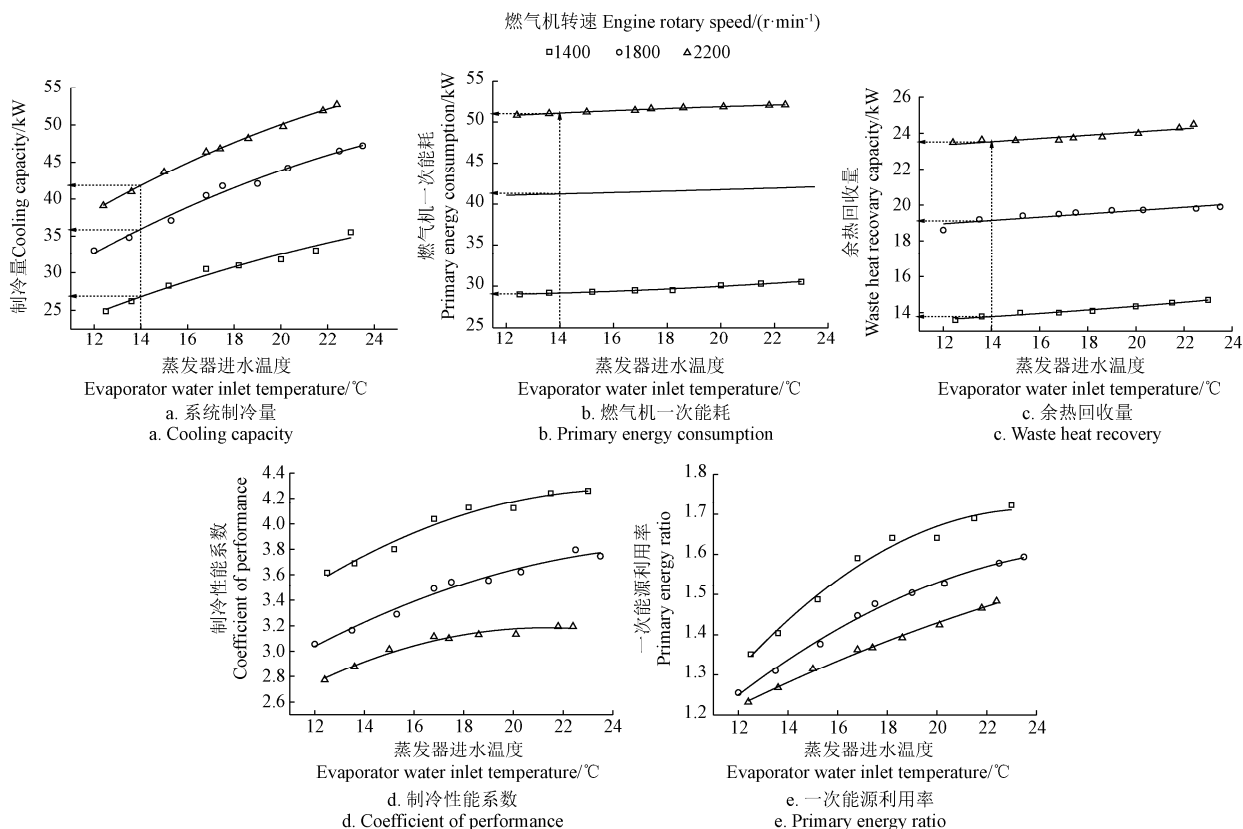 燃气机转速 Engine rotary speed/(r·min⁻¹)
□1400 ○1800 △2200
制冷量Cooling capacity/kW
55
50
45
40
35
30
25
12 14 16 18 20 22 24
蒸发器进水温度
Evaporator water inlet temperature/℃
a. 系统制冷量
a. Cooling capacity
燃气机一次能耗
Primary energy consumption/kW
55
50
45
40
35
30
25
12 14 16 18 20 22 24
蒸发器进水温度
Evaporator water inlet temperature/℃
b. 燃气机一次能耗
b. Primary energy consumption
余热回收量
Waste heat recovery capacity/kW
26
24
22
20
18
16
14
12 14 16 18 20 22 24
蒸发器进水温度
Evaporator water inlet temperature/℃
c. 余热回收量
c. Waste heat recovery
制冷性能系数
Coefficient of performance
4.4
4.2
4.0
3.8
3.6
3.4
3.2
3.0
2.8
2.6
12 14 16 18 20 22 24
蒸发器进水温度
Evaporator water inlet temperature/℃
d. 制冷性能系数
d. Coefficient of performance
一次能源利用率
Primary energy ratio
1.8
1.7
1.6
1.5
1.4
1.3
1.2
12 14 16 18 20 22 24
蒸发器进水温度
Evaporator water inlet temperature/℃
e. 一次能源利用率
e. Primary energy ratio